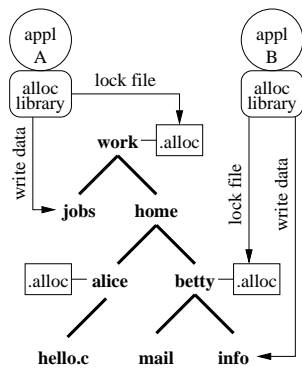 appl
A
appl
B
alloc
library
alloc
library
lock file
write data
work
.alloc
lock file
write data
jobs
home
.alloc
alice
betty
.alloc
hello.c
mail
info